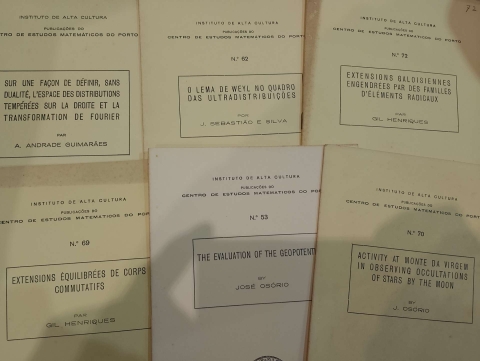 INSTITUTO DE ALTA CULTURA
PUBLICAÇÕES DO
CENTRO DE ESTUDOS MATEMÁTICOS DO PORTO
SUR UNE FAÇON DE DÉFINIR, SANS
DUALITÉ, L'ESPACE DES DISTRIBUTIONS
TEMPÉRÉES SUR LA DROITE ET LA
TRANSFORMATION DE FOURIER
PAR
A. ANDRADE GUIMARÃES
INSTITUTO DE ALTA CULTURA
PUBLICAÇÕES DO
CENTRO DE ESTUDOS MATEMÁTICOS DO PORTO
N.º 62
O LEMA DE WEYL NO QUADRO
DAS ULTRADISTRIBUIÇÕES
POR
J. SEBASTIÃO E SILVA
72
INSTITUTO DE ALTA CULTURA
PUBLICAÇÕES DO
CENTRO DE ESTUDOS MATEMÁTICOS DO PORTO
N.º 72
EXTENSIONS GALOISIENNES
ENGENDRÉES PAR DES FAMILLES
D'ÉLÉMENTS RADICAUX
PAR
GIL HENRIQUES
INSTITUTO DE ALTA CULTURA
PUBLICAÇÕES DO
CENTRO DE ESTUDOS MATEMÁTICOS DO PORTO
N.º 69
EXTENSIONS ÉQUILIBRÉES DE CORPS
COMMUTATIFS
PAR
GIL HENRIQUES
INSTITUTO DE ALTA CULTURA
PUBLICAÇÕES DO
CENTRO DE ESTUDOS MATEMÁTICOS DO PORTO
N.º 53
THE EVALUATION OF THE GEOPOTENTI
BY
JOSÉ OSÓRIO
INSTITUTO DE ALTA CULTURA
PUBLICAÇÕES DO
CENTRO DE ESTUDOS MATEMÁTICOS DO PORTO
N.º 70
ACTIVITY AT MONTE DA VIRGEM
IN OBSERVING OCCULTATIONS
OF STARS BY THE MOON
BY
J. OSÓRIO